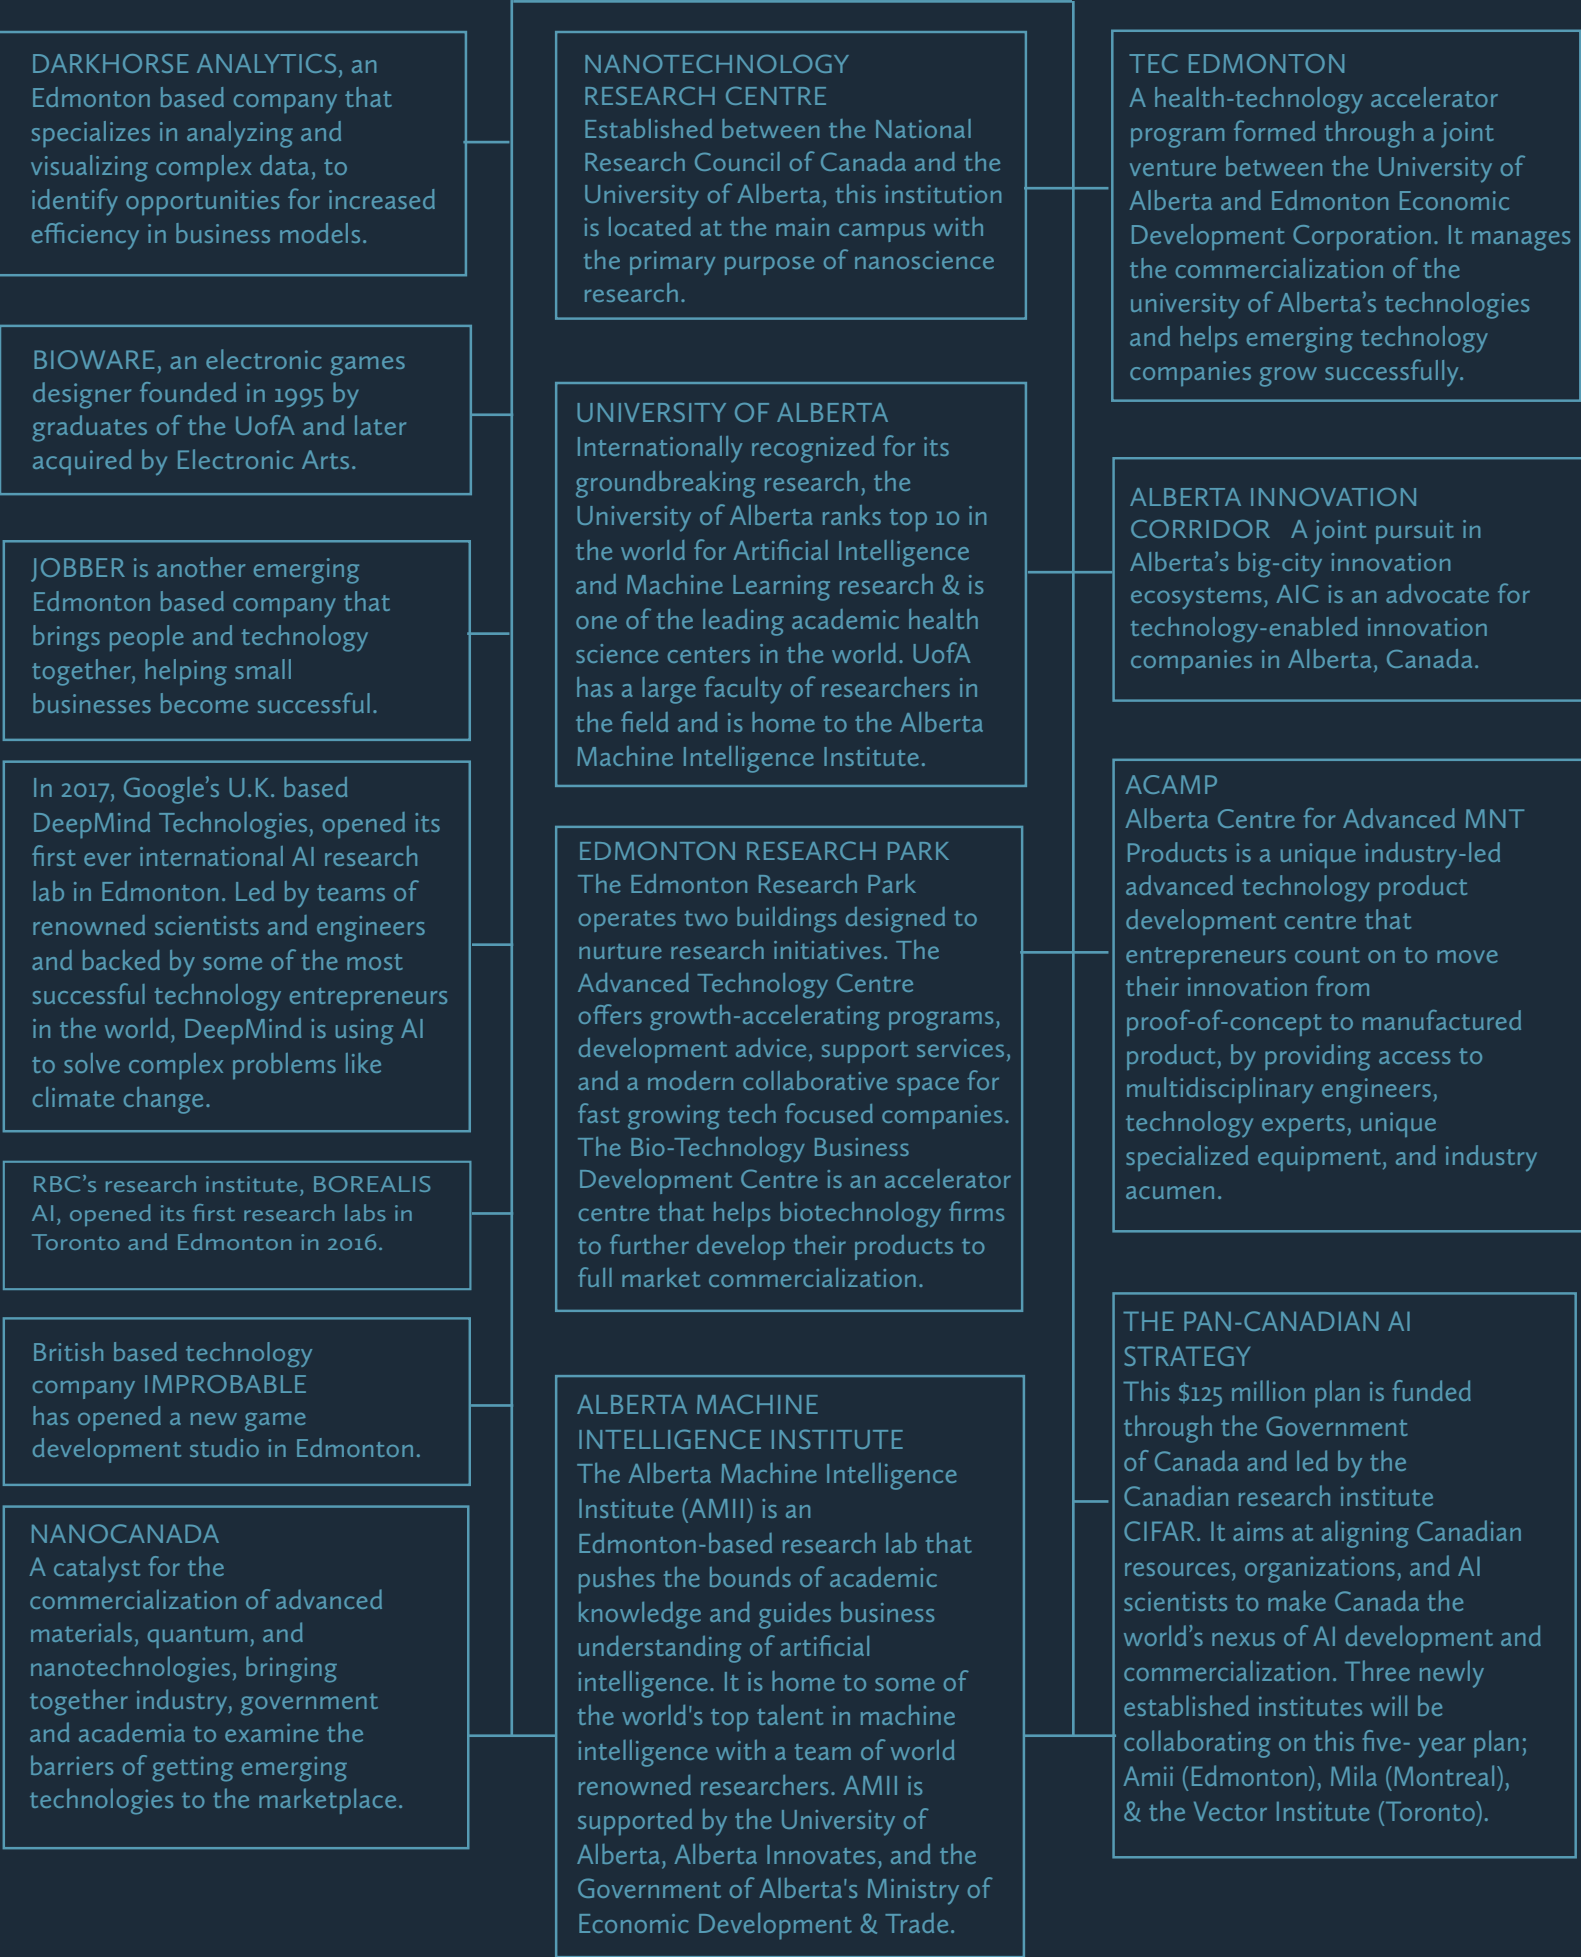 DARKHORSE ANALYTICS, an
Edmonton based company that
specializes in analyzing and
visualizing complex data, to
identify opportunities for increased
efficiency in business models.
BIOWARE, an electronic games
designer founded in 1995 by
graduates of the UofA and later
acquired by Electronic Arts.
JOBBER is another emerging
Edmonton based company that
brings people and technology
together, helping small
businesses become successful.
In 2017, Google’s U.K. based
DeepMind Technologies, opened its
first ever international AI research
lab in Edmonton. Led by teams of
renowned scientists and engineers
and backed by some of the most
successful technology entrepreneurs
in the world, DeepMind is using AI
to solve complex problems like
climate change.
RBC’s research institute, BOREALIS
AI, opened its first research labs in
Toronto and Edmonton in 2016.
British based technology
company IMPROBABLE
has opened a new game
development studio in Edmonton.
NANOCANADA
A catalyst for the
commercialization of advanced
materials, quantum, and
nanotechnologies, bringing
together industry, government
and academia to examine the
barriers of getting emerging
technologies to the marketplace.
NANOTECHNOLOGY
RESEARCH CENTRE
Established between the National
Research Council of Canada and the
University of Alberta, this institution
is located at the main campus with
the primary purpose of nanoscience
research.
UNIVERSITY OF ALBERTA
Internationally recognized for its
groundbreaking research, the
University of Alberta ranks top 10 in
the world for Artificial Intelligence
and Machine Learning research & is
one of the leading academic health
science centers in the world. UofA
has a large faculty of researchers in
the field and is home to the Alberta
Machine Intelligence Institute.
EDMONTON RESEARCH PARK
The Edmonton Research Park
operates two buildings designed to
nurture research initiatives. The
Advanced Technology Centre
offers growth-accelerating programs,
development advice, support services,
and a modern collaborative space for
fast growing tech focused companies.
The Bio-Technology Business
Development Centre is an accelerator
centre that helps biotechnology firms
to further develop their products to
full market commercialization.
ALBERTA MACHINE
INTELLIGENCE INSTITUTE
The Alberta Machine Intelligence
Institute (AMII) is an
Edmonton-based research lab that
pushes the bounds of academic
knowledge and guides business
understanding of artificial
intelligence. It is home to some of
the world's top talent in machine
intelligence with a team of world
renowned researchers. AMII is
supported by the University of
Alberta, Alberta Innovates, and the
Government of Alberta's Ministry of
Economic Development & Trade.
TEC EDMONTON
A health-technology accelerator
program formed through a joint
venture between the University of
Alberta and Edmonton Economic
Development Corporation. It manages
the commercialization of the
university of Alberta’s technologies
and helps emerging technology
companies grow successfully.
ALBERTA INNOVATION
CORRIDOR A joint pursuit in
Alberta’s big-city innovation
ecosystems, AIC is an advocate for
technology-enabled innovation
companies in Alberta, Canada.
ACAMP
Alberta Centre for Advanced MNT
Products is a unique industry-led
advanced technology product
development centre that
entrepreneurs count on to move
their innovation from
proof-of-concept to manufactured
product, by providing access to
multidisciplinary engineers,
technology experts, unique
specialized equipment, and industry
acumen.
THE PAN-CANADIAN AI
STRATEGY
This $125 million plan is funded
through the Government
of Canada and led by the
Canadian research institute
CIFAR. It aims at aligning Canadian
resources, organizations, and AI
scientists to make Canada the
world’s nexus of AI development and
commercialization. Three newly
established institutes will be
collaborating on this five- year plan;
Amii (Edmonton), Mila (Montreal),
& the Vector Institute (Toronto).